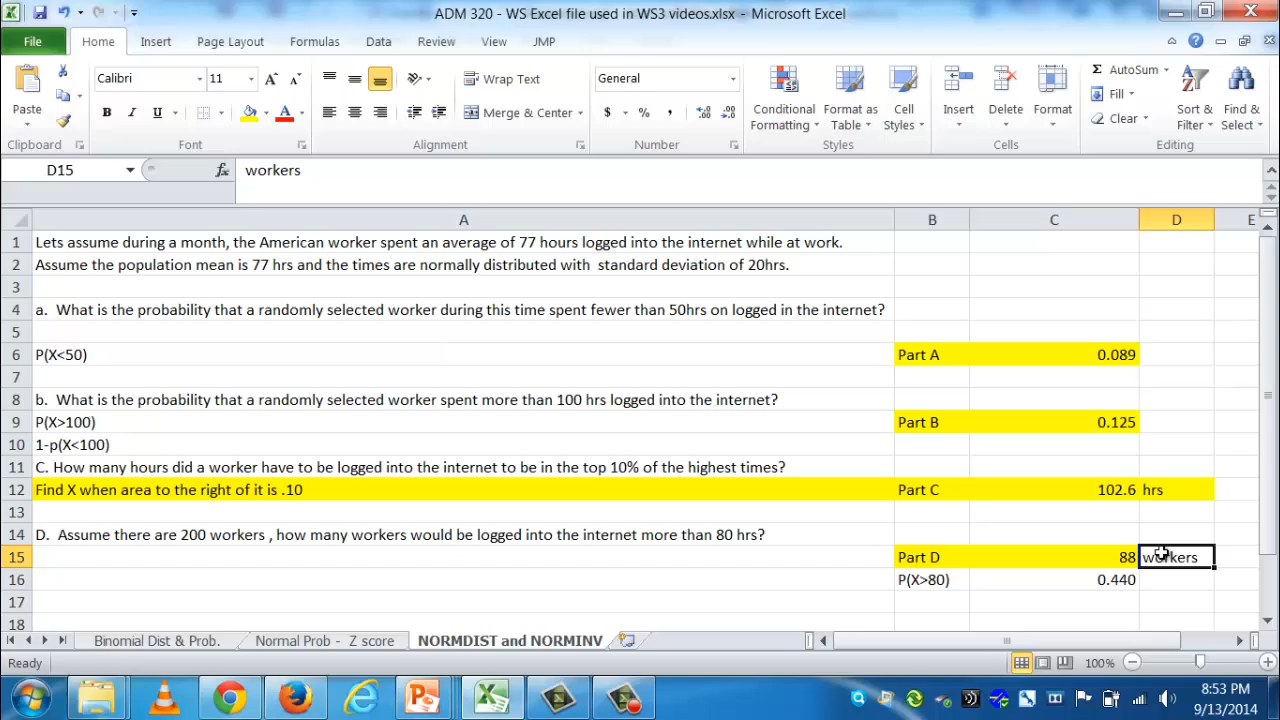 ADM 320 - WS Excel file used in WS3 videos.xlsx - Microsoft Excel
File Home Insert Page Layout Formulas Data Review View JMP
Calibri 11 Wrap Text General AutoSum
Paste B I U Merge & Center $ % , Conditional Formatting Format as Table Cell Styles Insert Delete Format Fill Clear Sort & Filter Find & Select
Clipboard Font Alignment Number Styles Cells Editing
D15 fx workers
A B C D E
1 Lets assume during a month, the American worker spent an average of 77 hours logged into the internet while at work.
2 Assume the population mean is 77 hrs and the times are normally distributed with standard deviation of 20hrs.
3
4 a. What is the probability that a randomly selected worker during this time spent fewer than 50hrs on logged in the internet?
5
6 P(X<50) Part A 0.089
7
8 b. What is the probability that a randomly selected worker spent more than 100 hrs logged into the internet?
9 P(X>100) Part B 0.125
10 1-p(X<100)
11 C. How many hours did a worker have to be logged into the internet to be in the top 10% of the highest times?
12 Find X when area to the right of it is .10 Part C 102.6 hrs
13
14 D. Assume there are 200 workers , how many workers would be logged into the internet more than 80 hrs?
15 Part D 88 workers
16 P(X>80) 0.440
17
18
Binomial Dist & Prob. Normal Prob - Z score NORMDIST and NORMINV
Ready 100%
8:53 PM
9/13/2014